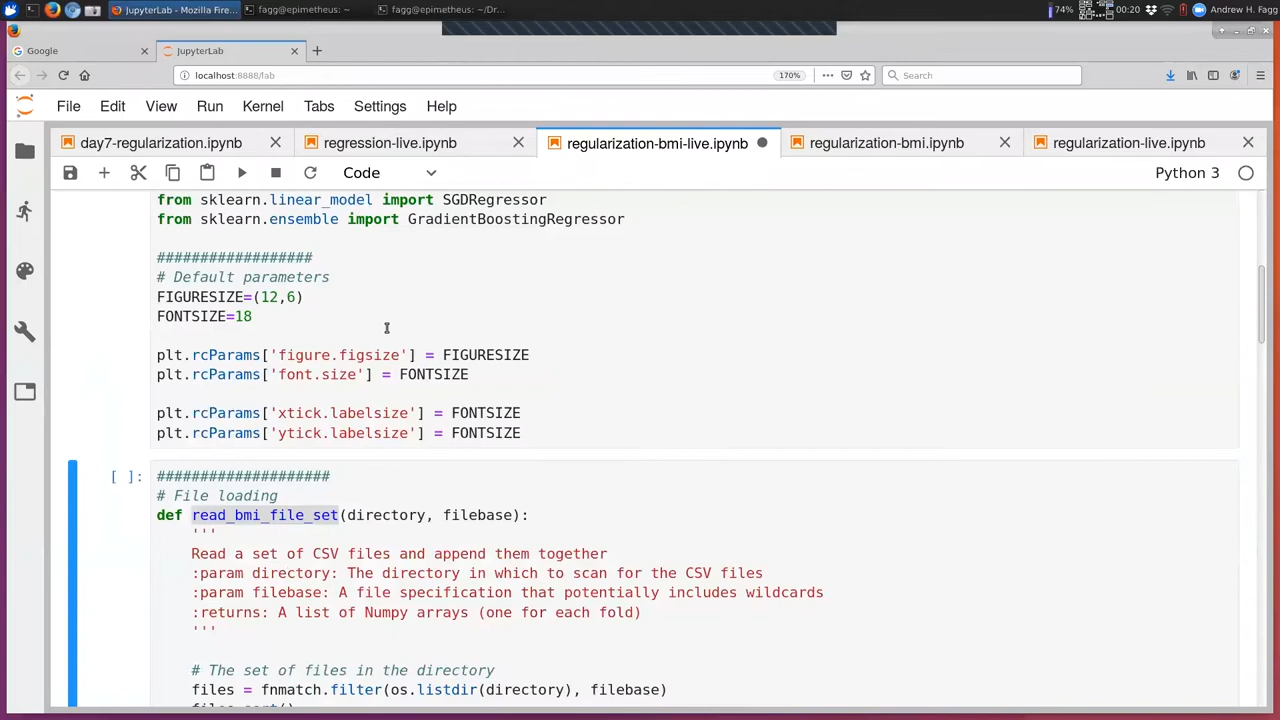 JupyterLab - Mozilla Fire...
fagg@epimetheus: ~
fagg@epimetheus: ~/Dr...
74%
00:20
Andrew H. Fagg
Google
JupyterLab
localhost:8888/lab
170%
Search
File Edit View Run Kernel Tabs Settings Help
day7-regularization.ipynb
regression-live.ipynb
regularization-bmi-live.ipynb
regularization-bmi.ipynb
regularization-live.ipynb
Code
Python 3
from sklearn.linear_model import SGDRegressor
from sklearn.ensemble import GradientBoostingRegressor
##################
# Default parameters
FIGURESIZE=(12,6)
FONTSIZE=18
plt.rcParams['figure.figsize'] = FIGURESIZE
plt.rcParams['font.size'] = FONTSIZE
plt.rcParams['xtick.labelsize'] = FONTSIZE
plt.rcParams['ytick.labelsize'] = FONTSIZE
[ ]: ####################
# File loading
def read_bmi_file_set(directory, filebase):
'''
Read a set of CSV files and append them together
:param directory: The directory in which to scan for the CSV files
:param filebase: A file specification that potentially includes wildcards
:returns: A list of Numpy arrays (one for each fold)
'''
# The set of files in the directory
files = fnmatch.filter(os.listdir(directory), filebase)
files.sort()